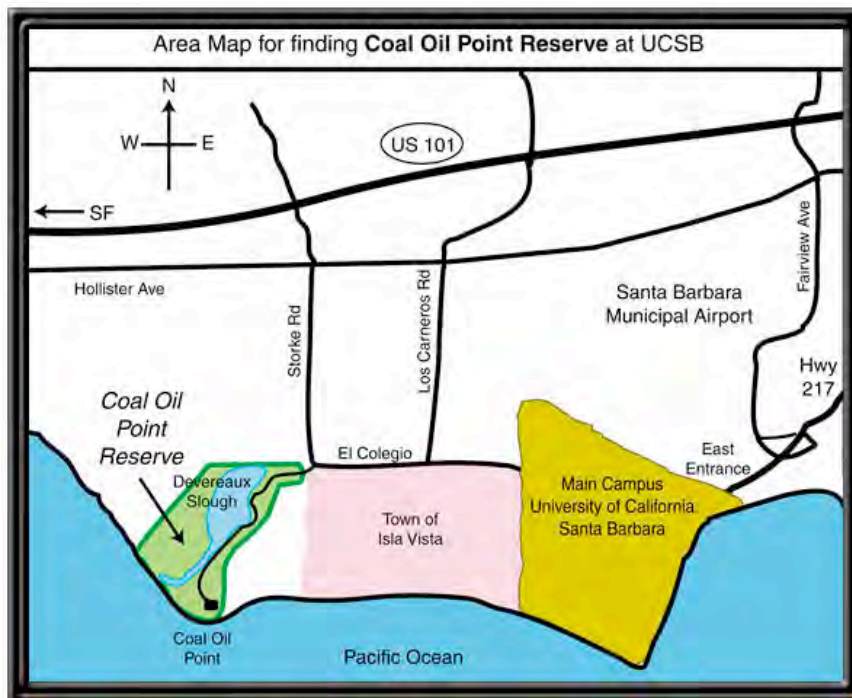 Area Map for finding Coal Oil Point Reserve at UCSB
N
W
E
US 101
SF
Hollister Ave
Storke Rd
Los Carneros Rd
Fairview Ave
Santa Barbara
Municipal Airport
Hwy
217
Coal Oil
Point
Reserve
Devereaux
Slough
El Colegio
East
Entrance
Main Campus
University of California
Santa Barbara
Town of
Isla Vista
Coal Oil
Point
Pacific Ocean